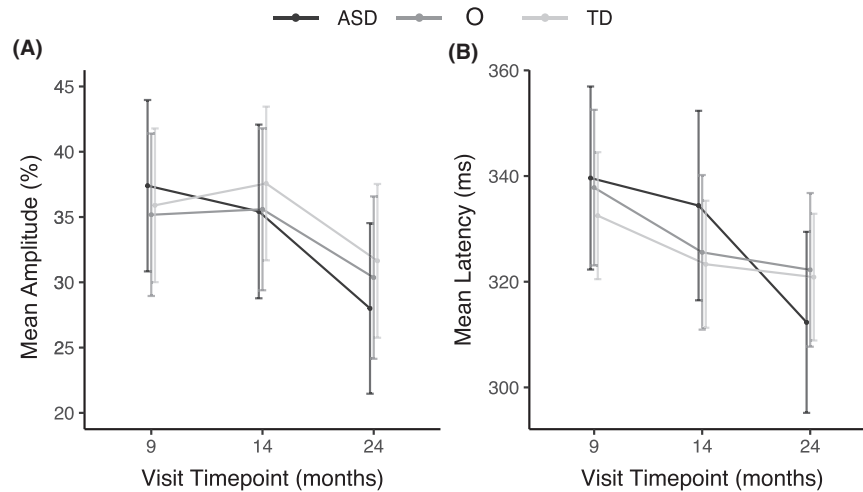 ASD O TD
(A)
45
40
35
30
25
20
Mean Amplitude (%)
9 14 24
Visit Timepoint (months)
(B)
360
340
320
300
Mean Latency (ms)
9 14 24
Visit Timepoint (months)